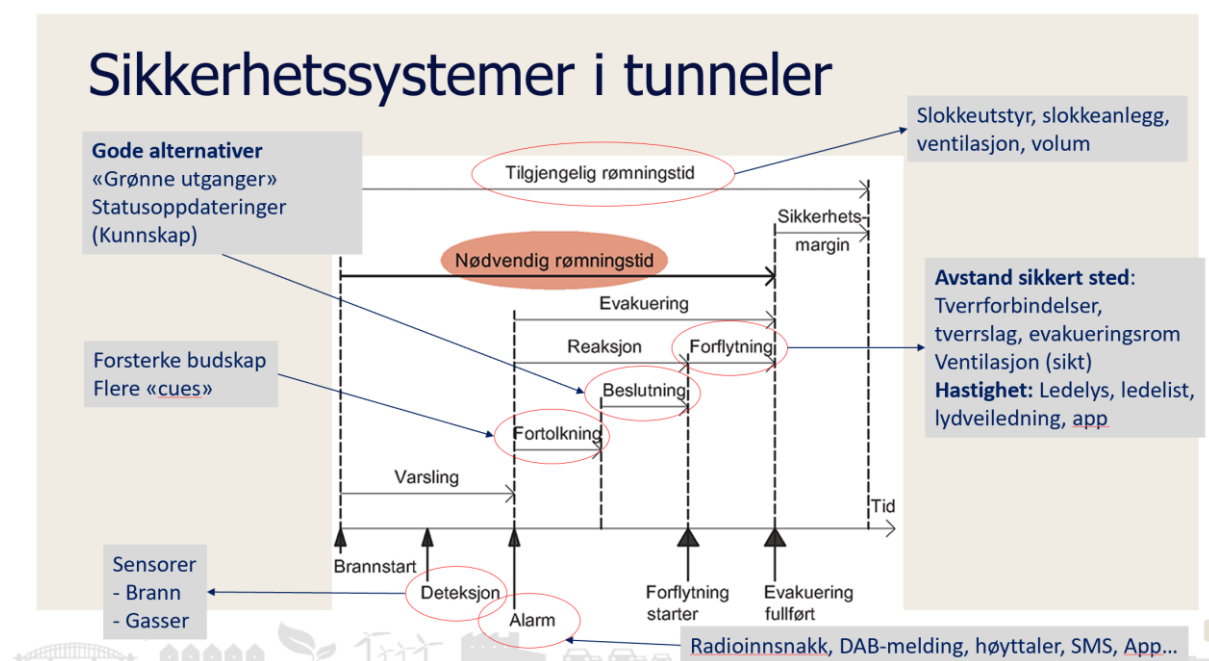 Sikkerhetssystemer i tunneler
Slokkeutstyr, slokkeanlegg,
ventilasjon, volum
Gode alternativer
«Grønne utganger»
Statusoppdateringer
(Kunnskap)
Tilgjengelig rømningstid
Sikkerhets-
margin
Nødvendig rømningstid
Avstand sikkert sted:
Tverrforbindelser,
tverrslag, evakueringsrom
Ventilasjon (sikt)
Hastighet: Ledelys, ledelist,
lydveiledning, app
Evakuering
Reaksjon
Forflytning
Forsterke budskap
Flere «cues»
Beslutning
Fortolkning
Varsling
Tid
Brannstart
Sensorer
- Brann
- Gasser
Deteksjon
Alarm
Forflytning
starter
Evakuering
fullført
Radioinnsnakk, DAB-melding, høyttaler, SMS, App...